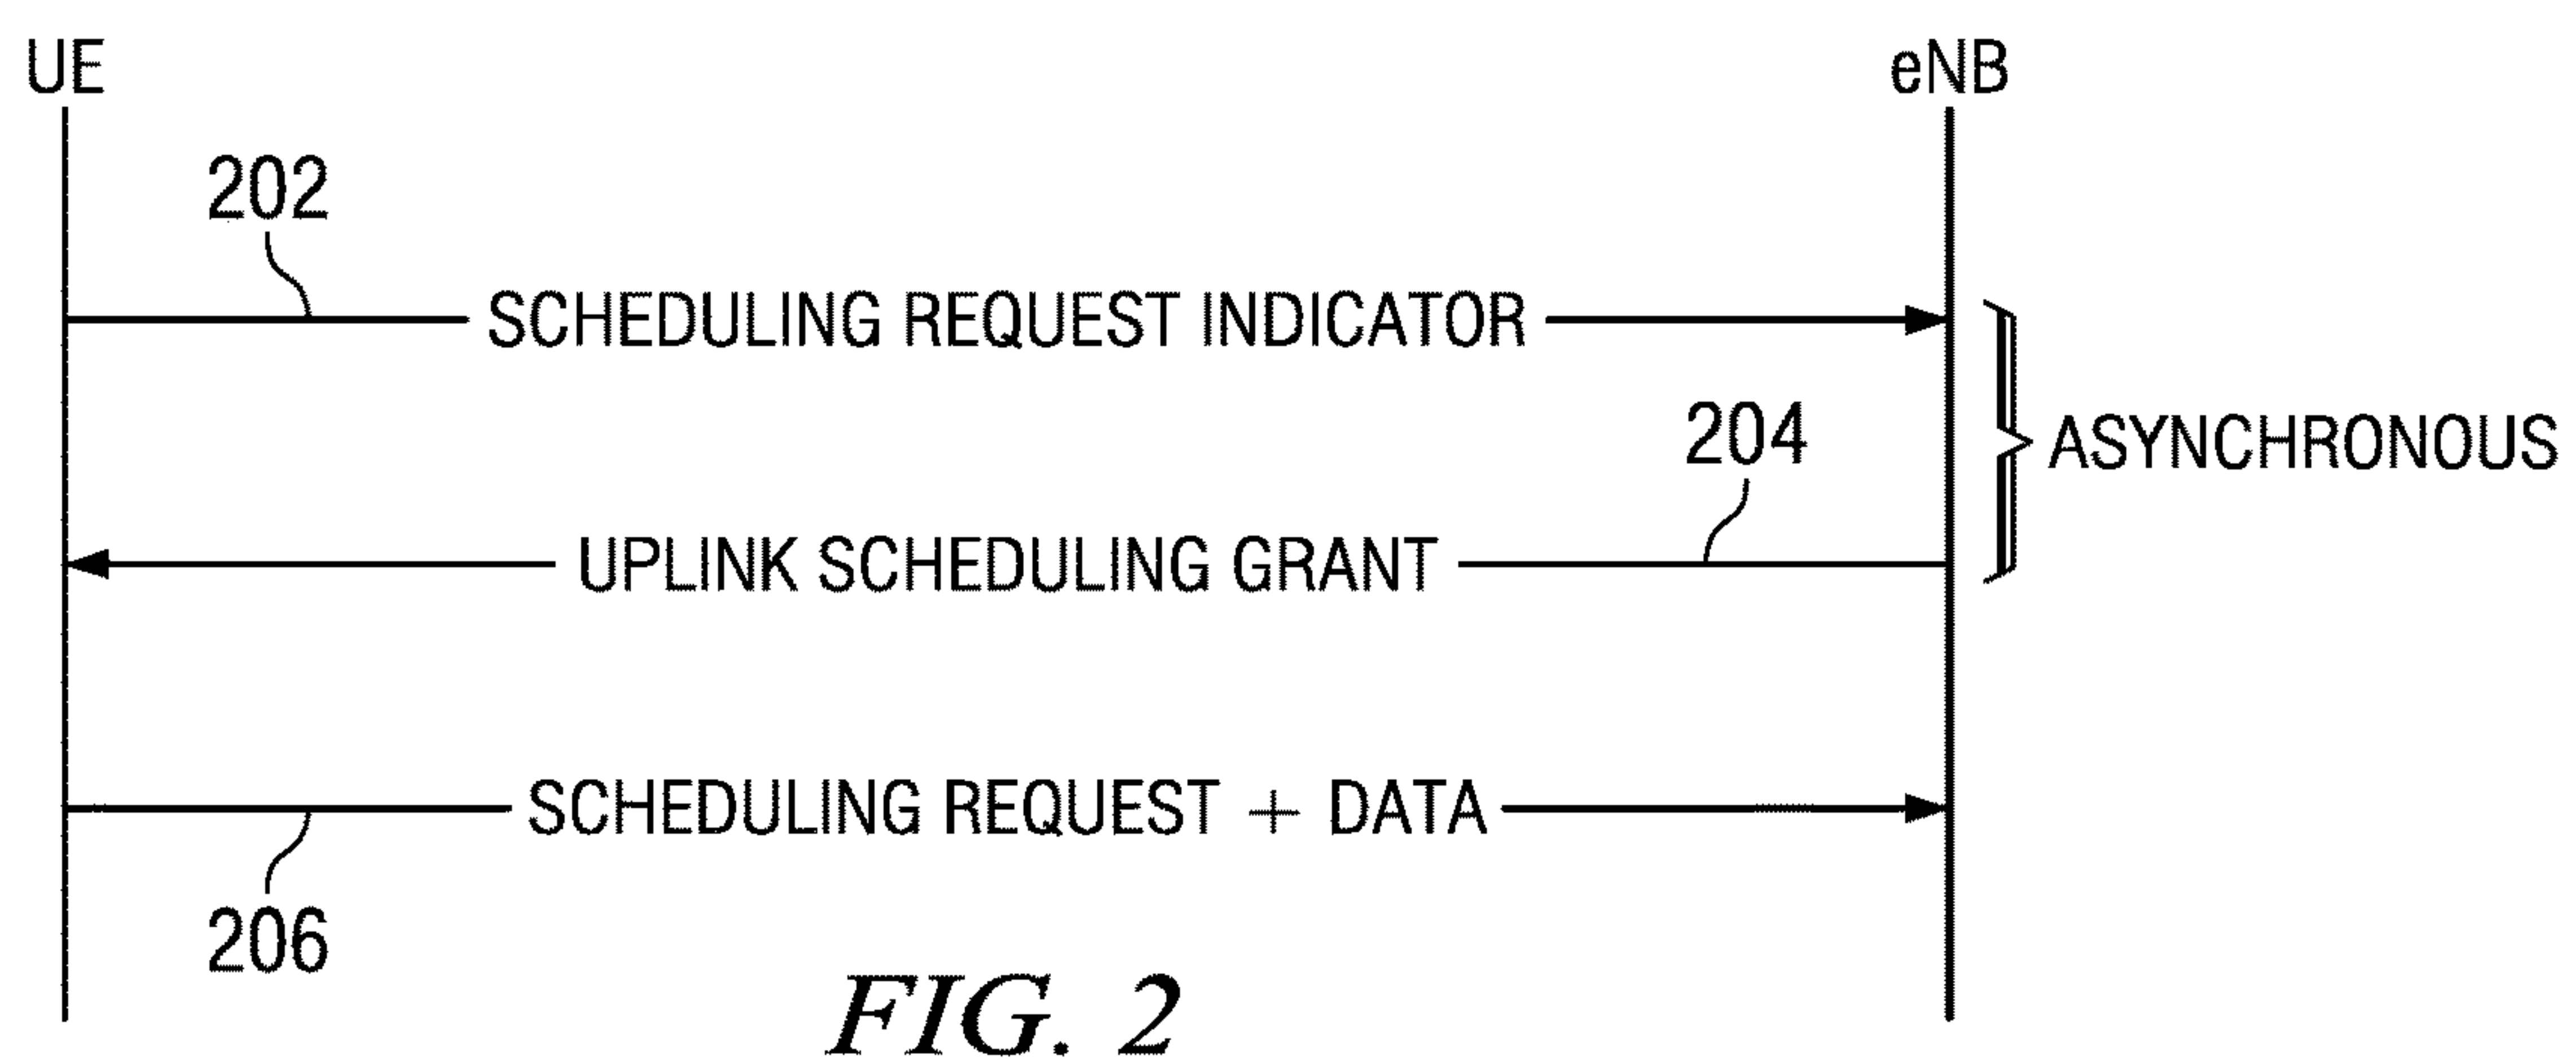 UE eNB
202
SCHEDULING REQUEST INDICATOR
204
ASYNCHRONOUS
UPLINK SCHEDULING GRANT
SCHEDULING REQUEST + DATA
206
FIG. 2